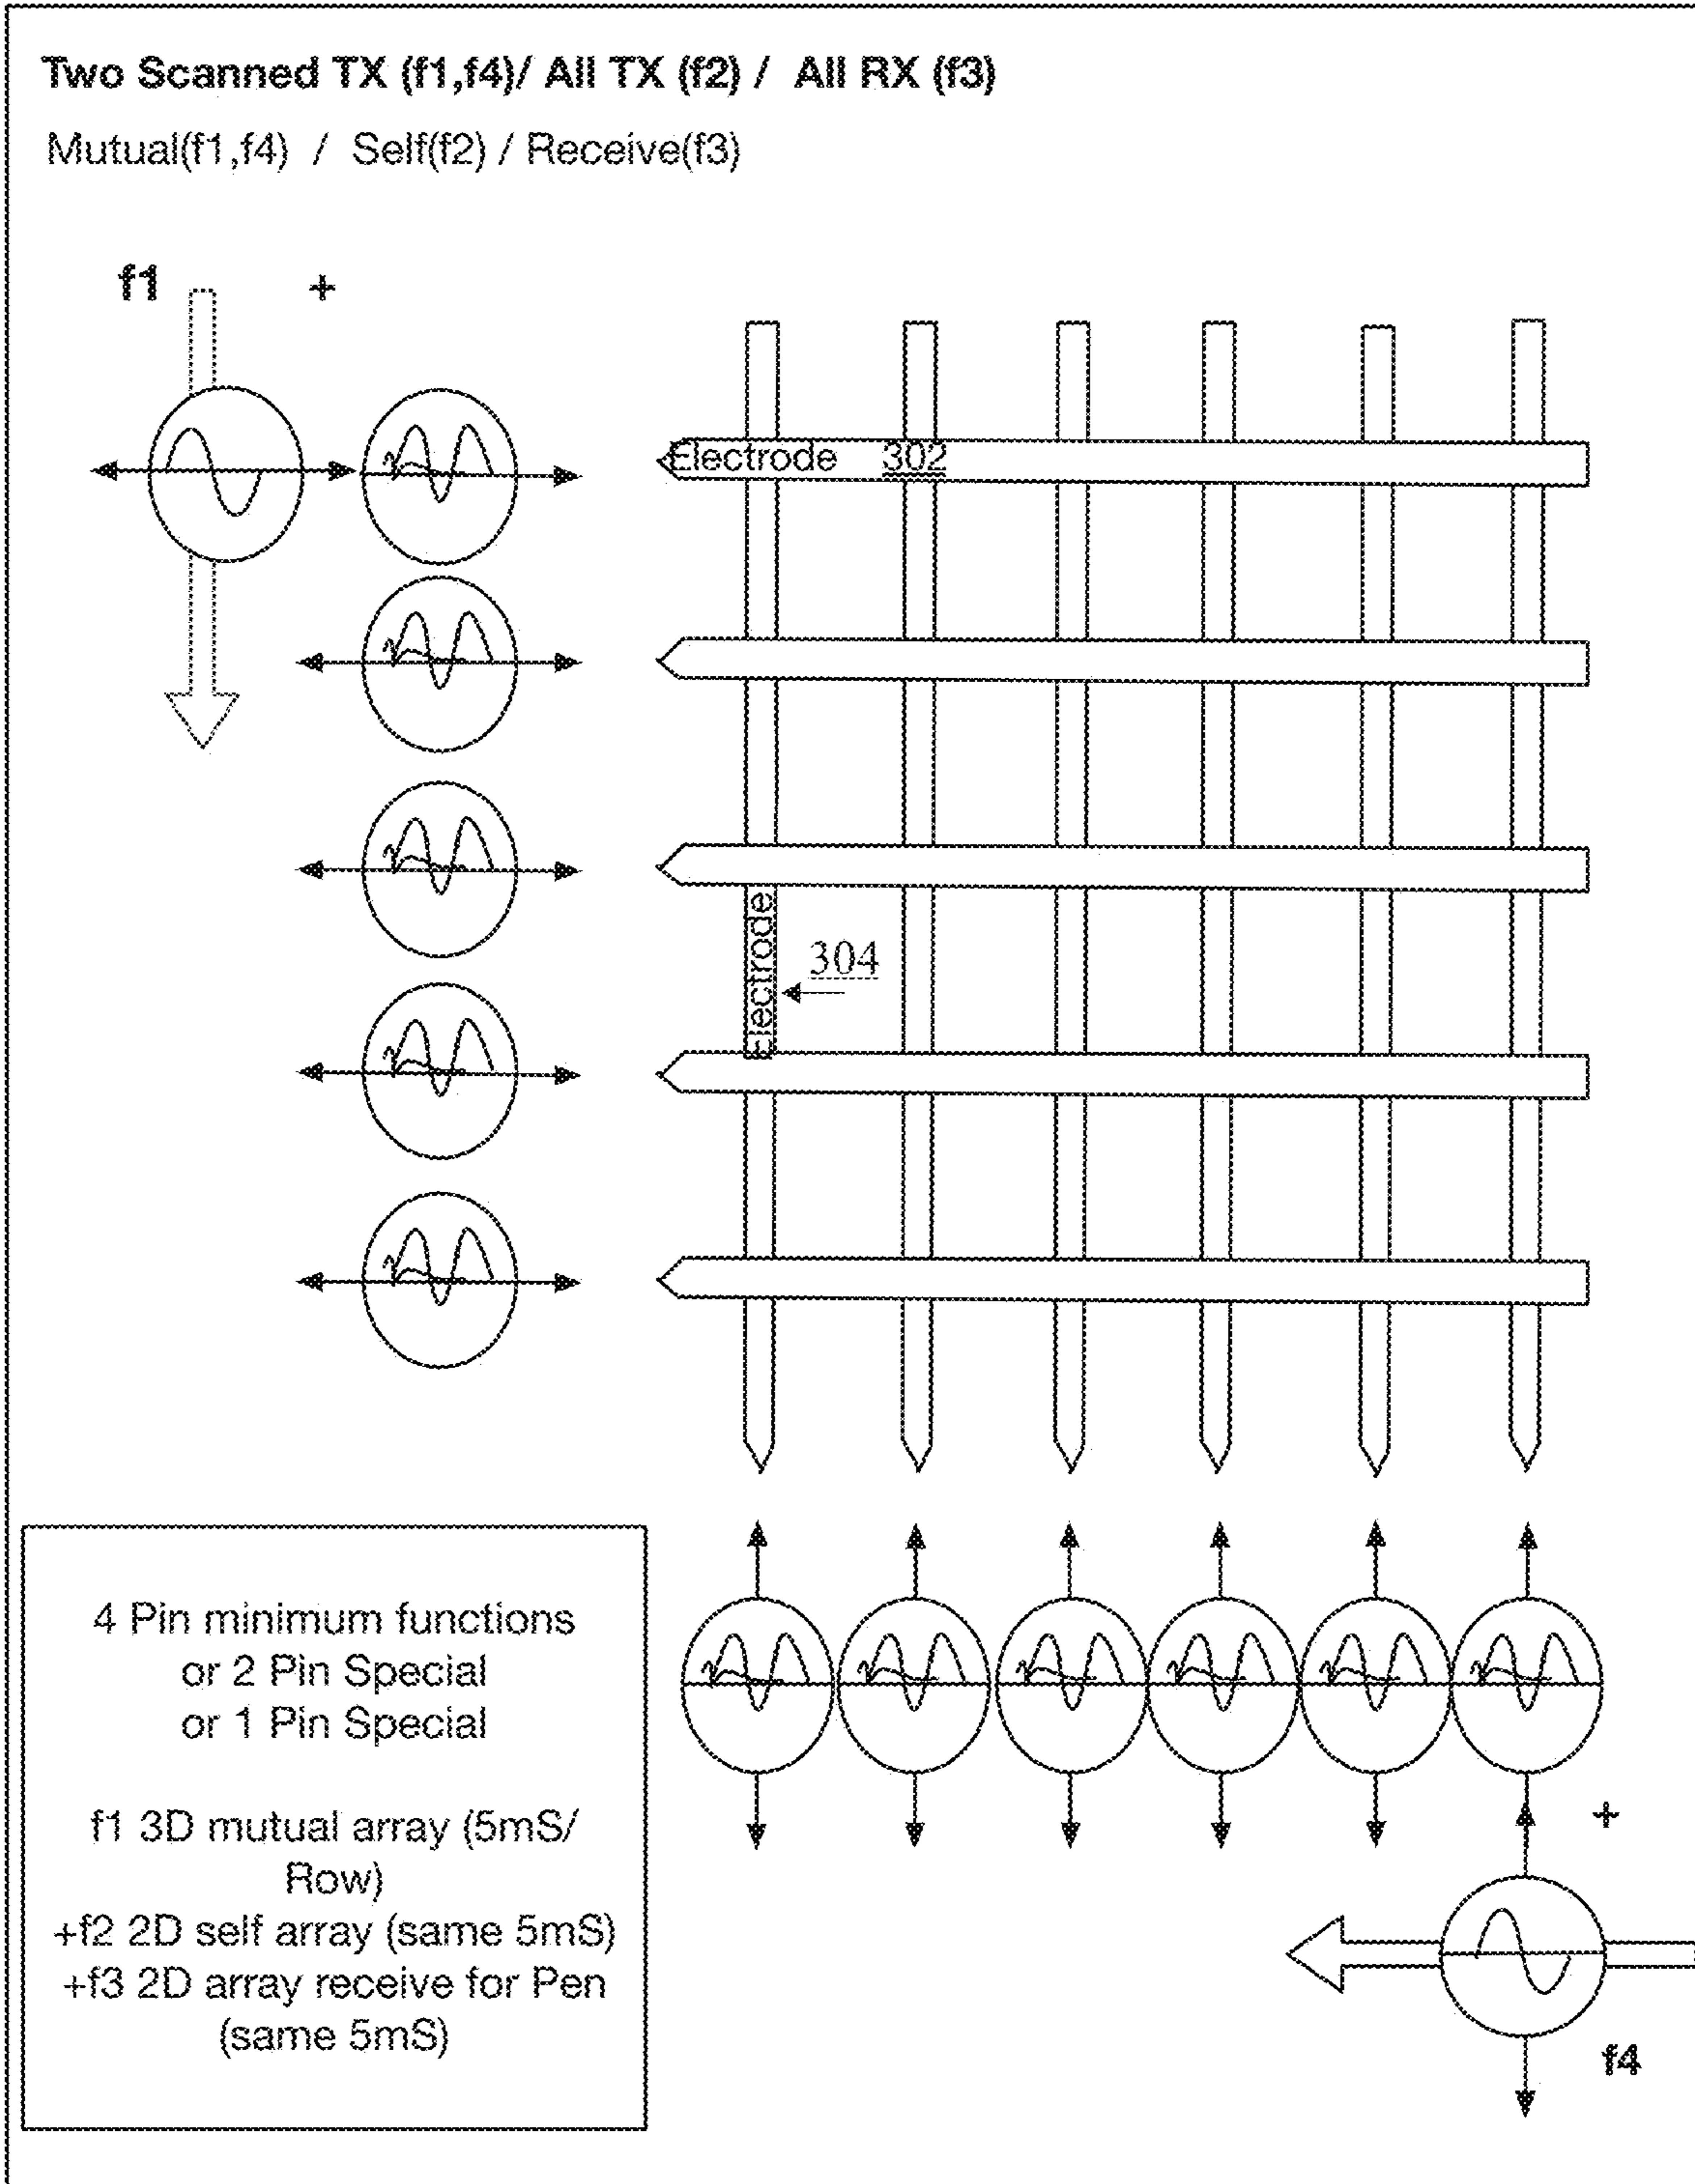 Two Scanned TX (f1,f4)/ All TX (f2) / All RX (f3)
Mutual(f1,f4) / Self(f2) / Receive(f3)
f1 +
Electrode 302
Electrode
304
4 Pin minimum functions
or 2 Pin Special
or 1 Pin Special
f1 3D mutual array (5mS/
Row)
+f2 2D self array (same 5mS)
+f3 2D array receive for Pen
(same 5mS)
+
f4